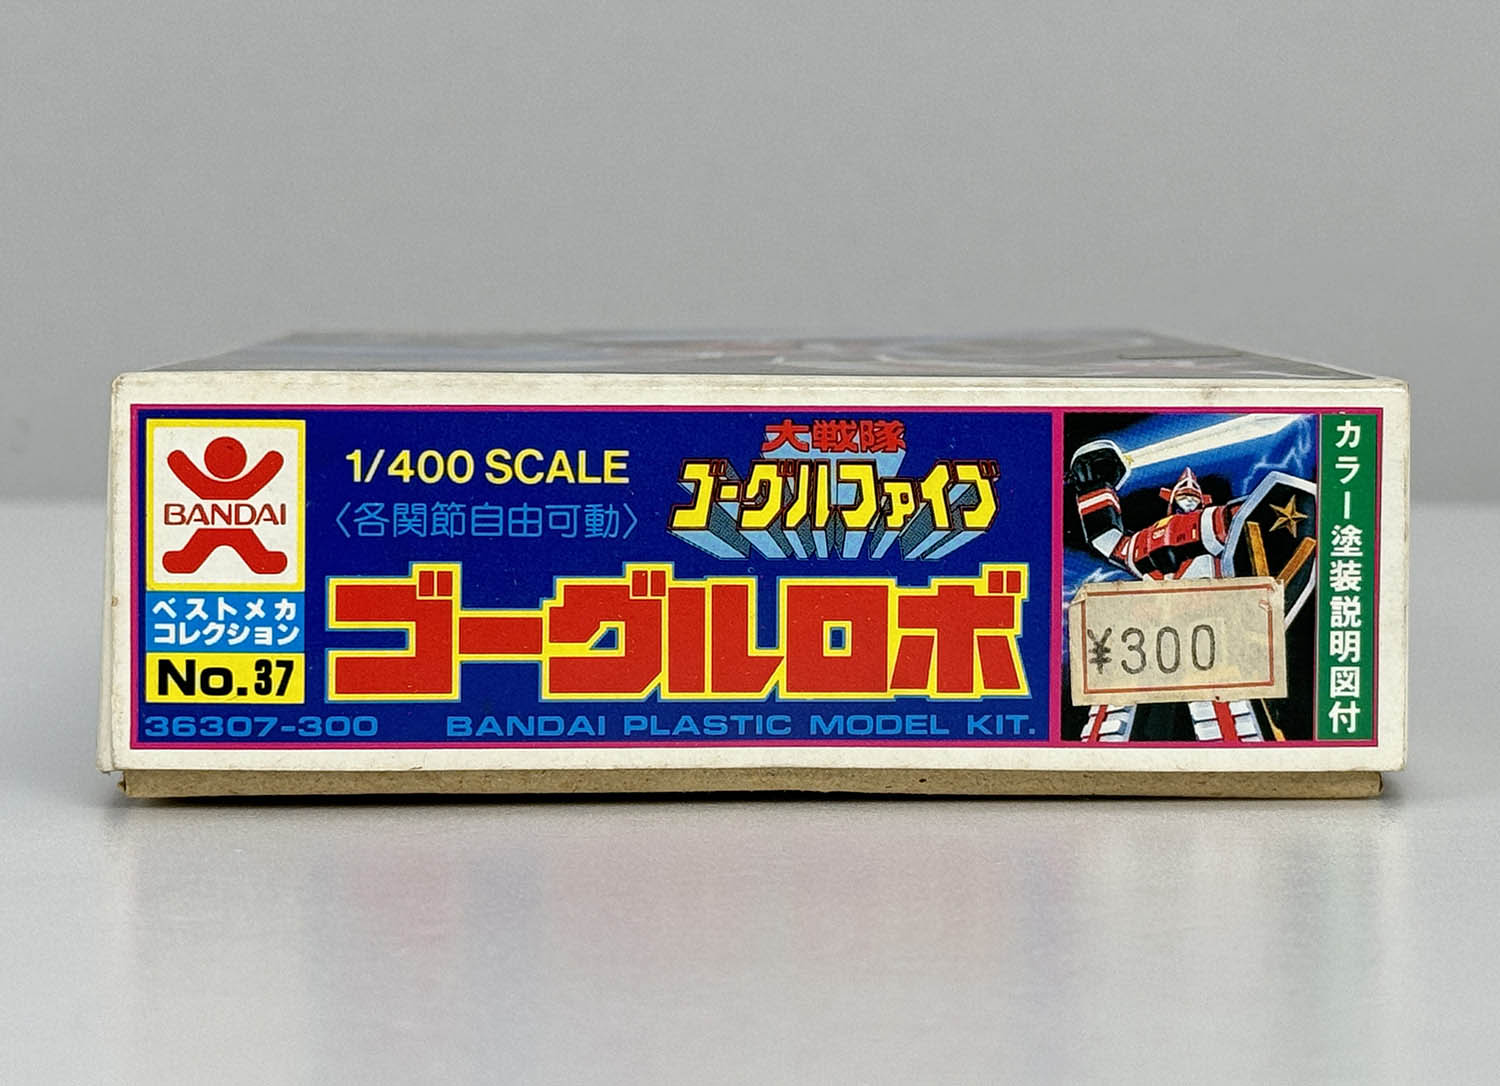 BANDAI
ベストメカ
コレクション
No.37
1/400 SCALE
〈各関節自由可動〉
大戦隊
ゴーグルファイブ
ゴーグルロボ
36307-300 BANDAI PLASTIC MODEL KIT.
¥300
カラー塗装説明図付